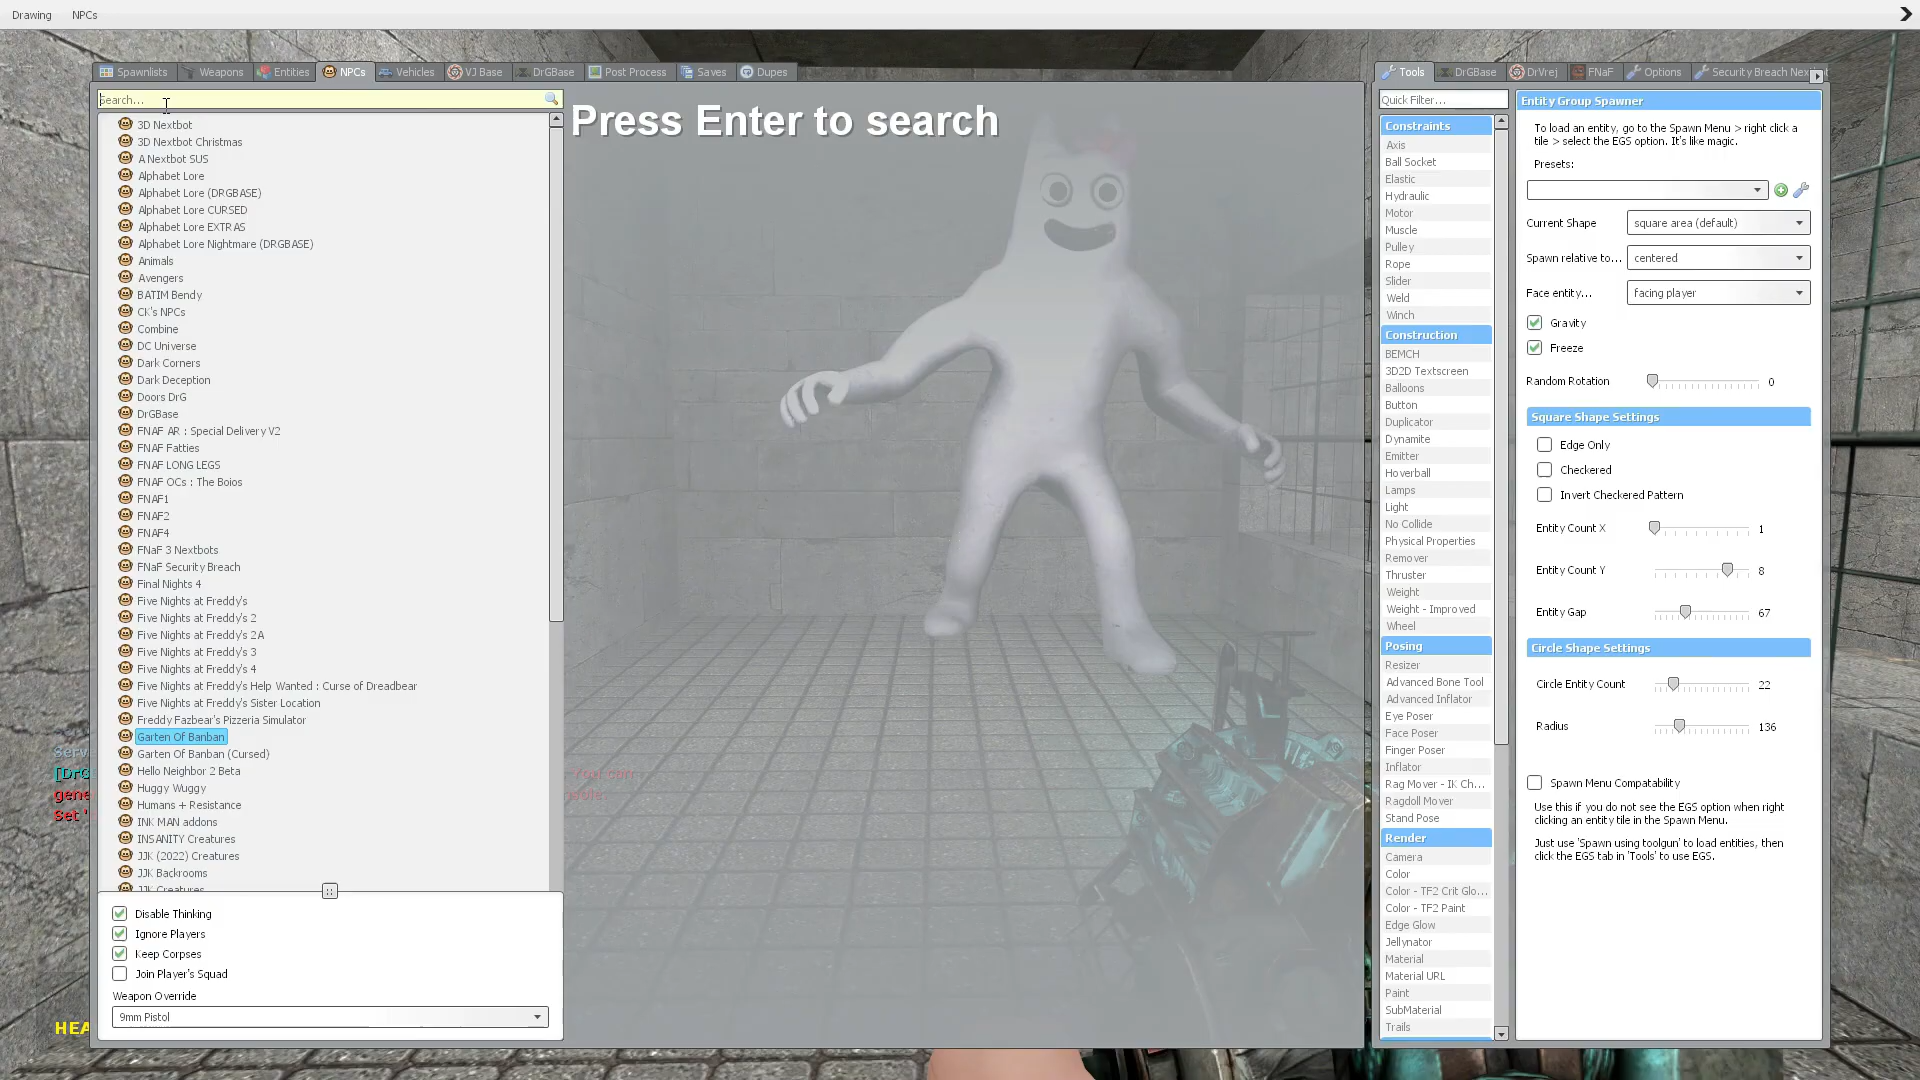 Drawing NPCs
Spawnlists Weapons Entities NPCs Vehicles VJ Base DrGBase Post Process Saves Dupes
Search...
Press Enter to search
3D Nextbot
3D Nextbot Christmas
A Nextbot SUS
Alphabet Lore
Alphabet Lore (DRGBASE)
Alphabet Lore CURSED
Alphabet Lore EXTRAS
Alphabet Lore Nightmare (DRGBASE)
Animals
Avengers
BATIM Bendy
CK's NPCs
Combine
DC Universe
Dark Corners
Dark Deception
Doors DrG
DrGBase
FNAF AR : Special Delivery V2
FNAF Fatties
FNAF LONG LEGS
FNAF OCs : The Boios
FNAF1
FNAF2
FNAF4
FNaF 3 Nextbots
FNaF Security Breach
Final Nights 4
Five Nights at Freddy's
Five Nights at Freddy's 2
Five Nights at Freddy's 2A
Five Nights at Freddy's 3
Five Nights at Freddy's 4
Five Nights at Freddy's Help Wanted : Curse of Dreadbear
Five Nights at Freddy's Sister Location
Freddy Fazbear's Pizzeria Simulator
Garten Of Banban
Garten Of Banban (Cursed)
Hello Neighbor 2 Beta
Huggy Wuggy
Humans + Resistance
INK MAN addons
INSANITY Creatures
JJK (2022) Creatures
JJK Backrooms
JJK Creatures
Serv
[DrG
gene
Set '
HEA
Disable Thinking
Ignore Players
Keep Corpses
Join Player's Squad
Weapon Override
9mm Pistol
Tools DrGBase DrVrej FNaF Options Security Breach Nex
Quick Filter...
Constraints
Axis
Ball Socket
Elastic
Hydraulic
Motor
Muscle
Pulley
Rope
Slider
Weld
Winch
Construction
BEMCH
3D2D Textscreen
Balloons
Button
Duplicator
Dynamite
Emitter
Hoverball
Lamps
Light
No Collide
Physical Properties
Remover
Thruster
Weight
Weight - Improved
Wheel
Posing
Resizer
Advanced Bone Tool
Advanced Inflator
Eye Poser
Face Poser
Finger Poser
Inflator
Rag Mover - IK Ch...
Ragdoll Mover
Stand Pose
Render
Camera
Color
Color - TF2 Crit Glo...
Color - TF2 Paint
Edge Glow
Jellynator
Material
Material URL
Paint
SubMaterial
Trails
Entity Group Spawner
To load an entity, go to the Spawn Menu > right click a
tile > select the EGS option. It's like magic.
Presets:
Current Shape square area (default)
Spawn relative to... centered
Face entity... facing player
Gravity
Freeze
Random Rotation 0
Square Shape Settings
Edge Only
Checkered
Invert Checkered Pattern
Entity Count X 1
Entity Count Y 8
Entity Gap 67
Circle Shape Settings
Circle Entity Count 22
Radius 136
Spawn Menu Compatability
Use this if you do not see the EGS option when right
clicking an entity tile in the Spawn Menu.
Just use 'Spawn using toolgun' to load entities, then
click the EGS tab in 'Tools' to use EGS.